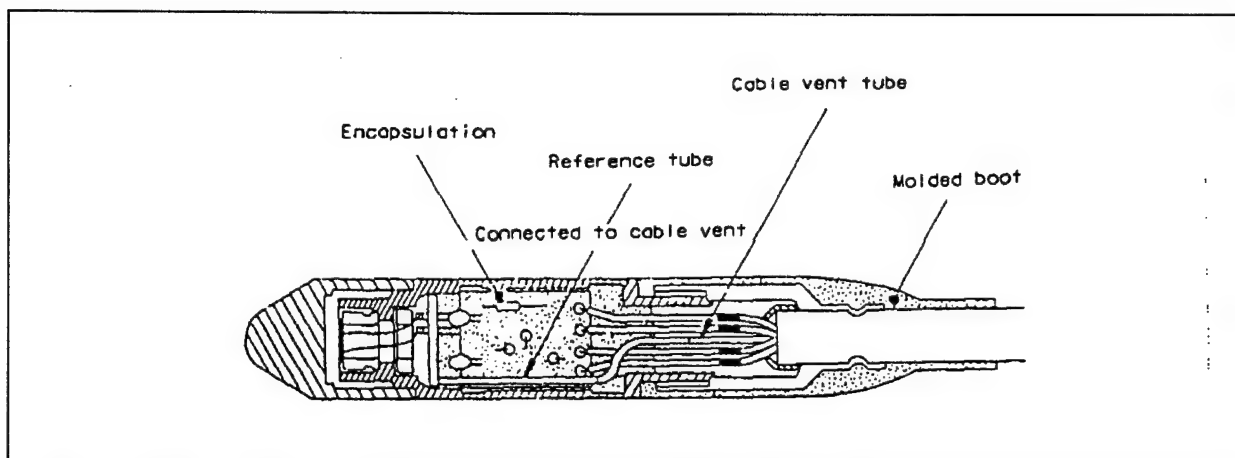 Cable vent tube
Encapsulation
Reference tube
Molded boot
Connected to cable vent